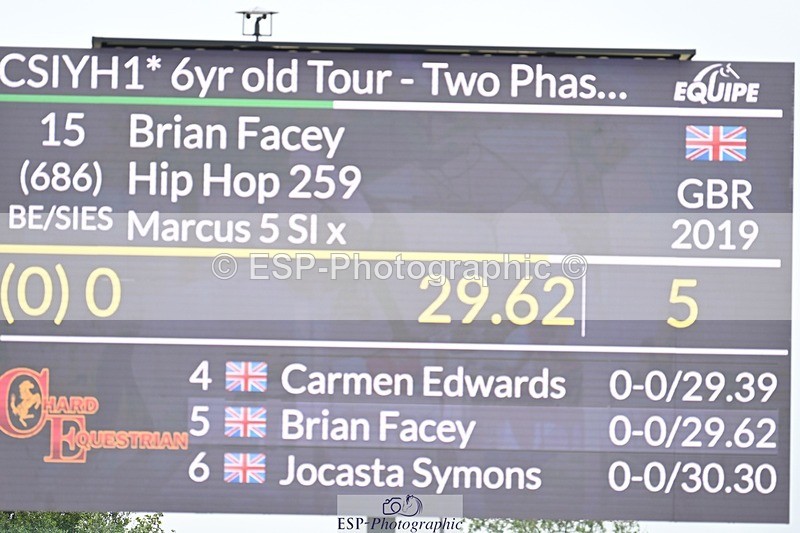 CSIYH1* 6yr old Tour - Two Phas...
EQUIPE
15 Brian Facey
(686) Hip Hop 259 GBR
BE/SIES Marcus 5 SI x 2019
© ESP-Photographic ©
(0) 0 29.62 5
4 Carmen Edwards 0-0/29.39
5 Brian Facey 0-0/29.62
6 Jocasta Symons 0-0/30.30
CHARD
EQUESTRIAN
ESP-Photographic